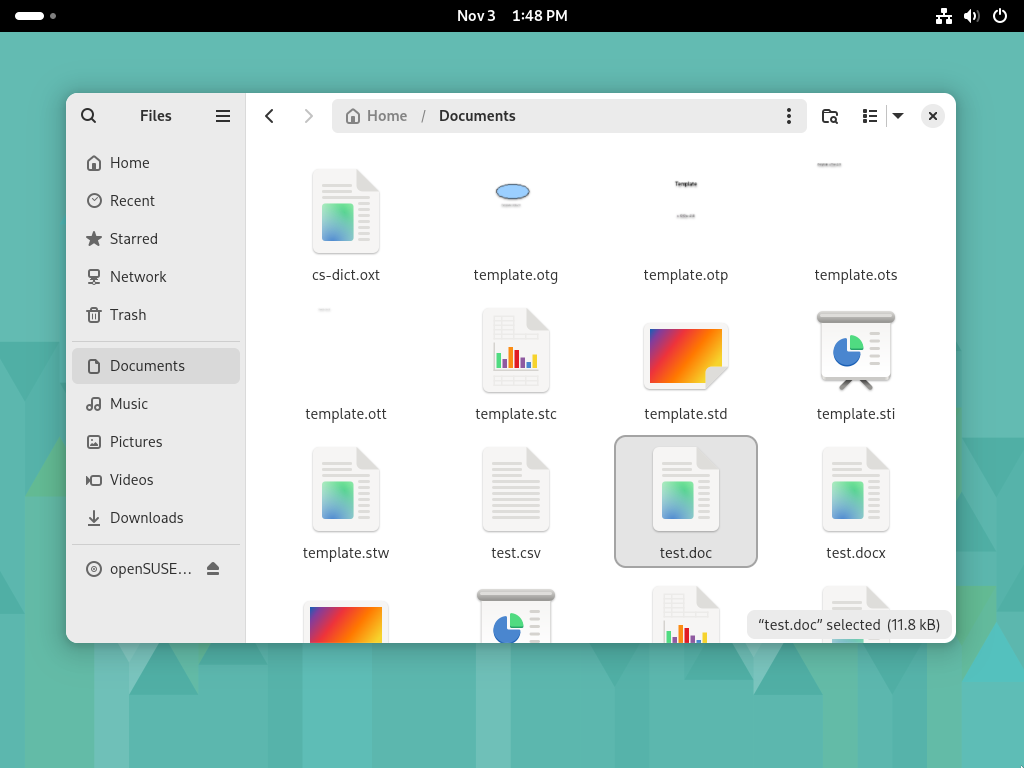 Nov 3 1:48 PM
Files
Home / Documents
Home
Recent
Starred
Network
Trash
Documents
Music
Pictures
Videos
Downloads
openSUSE…
Template
cs-dict.oxt
template.otg
template.otp
template.ots
template.ott
template.stc
template.std
template.sti
template.stw
test.csv
test.doc
test.docx
“test.doc” selected (11.8 kB)